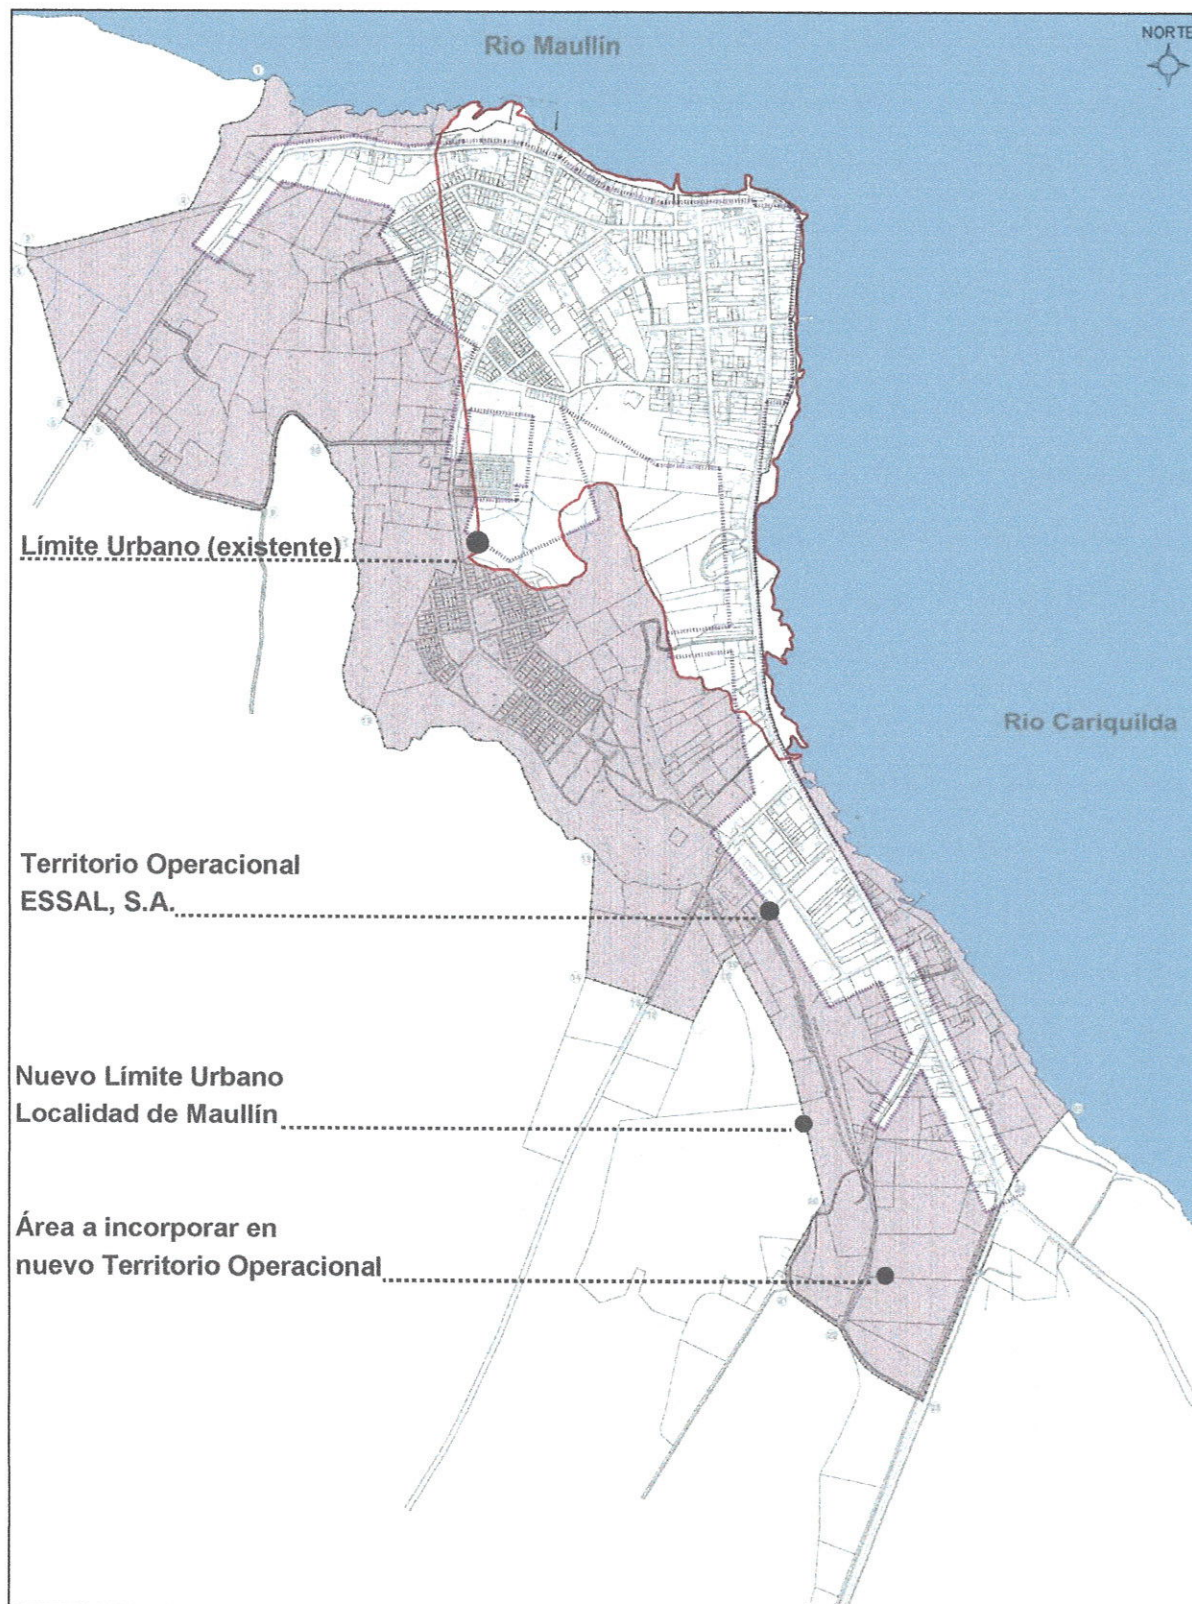 Rio Maullín
NORTE
Límite Urbano (existente)
Rio Cariquilda
Territorio Operacional
ESSAL, S.A.
Nuevo Límite Urbano
Localidad de Maullín
Área a incorporar en
nuevo Territorio Operacional